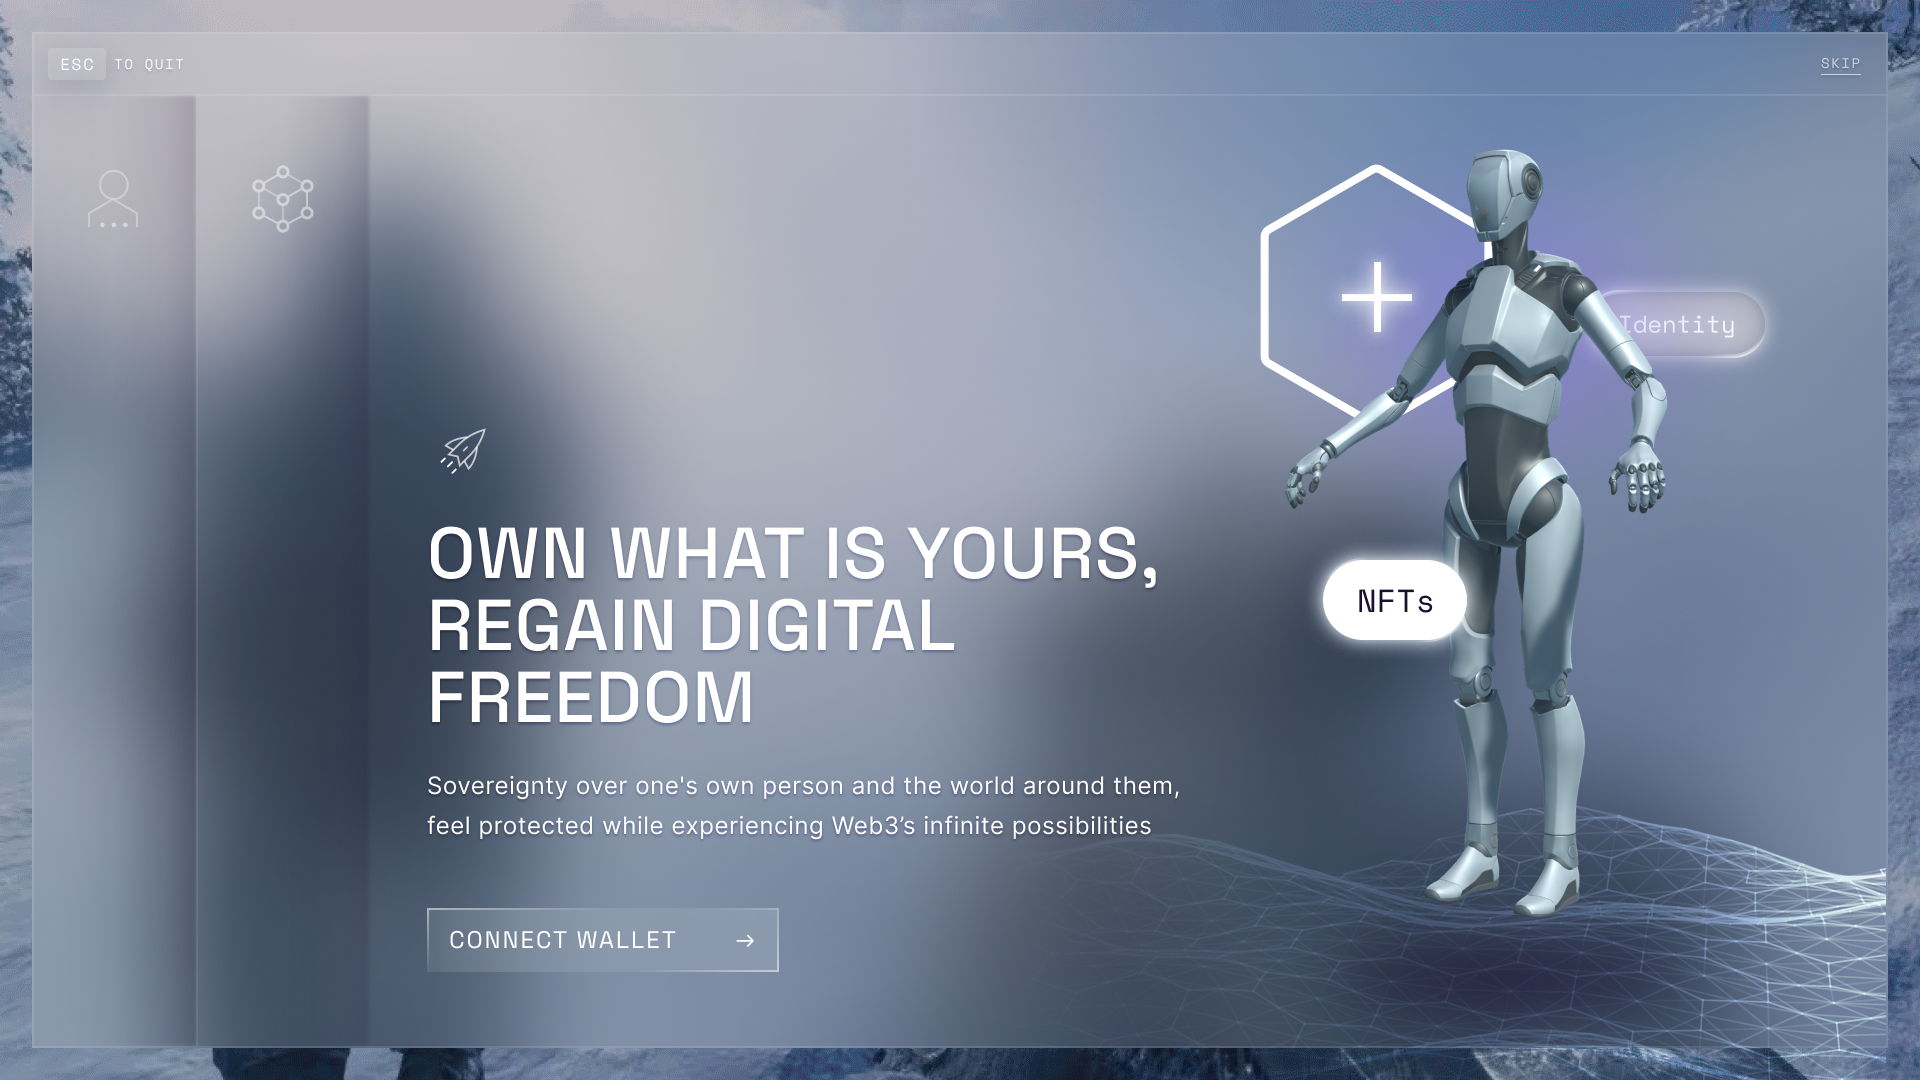 ESC TO QUIT
SKIP
Identity
OWN WHAT IS YOURS,
REGAIN DIGITAL
FREEDOM
NFTs
Sovereignty over one's own person and the world around them,
feel protected while experiencing Web3’s infinite possibilities
CONNECT WALLET →